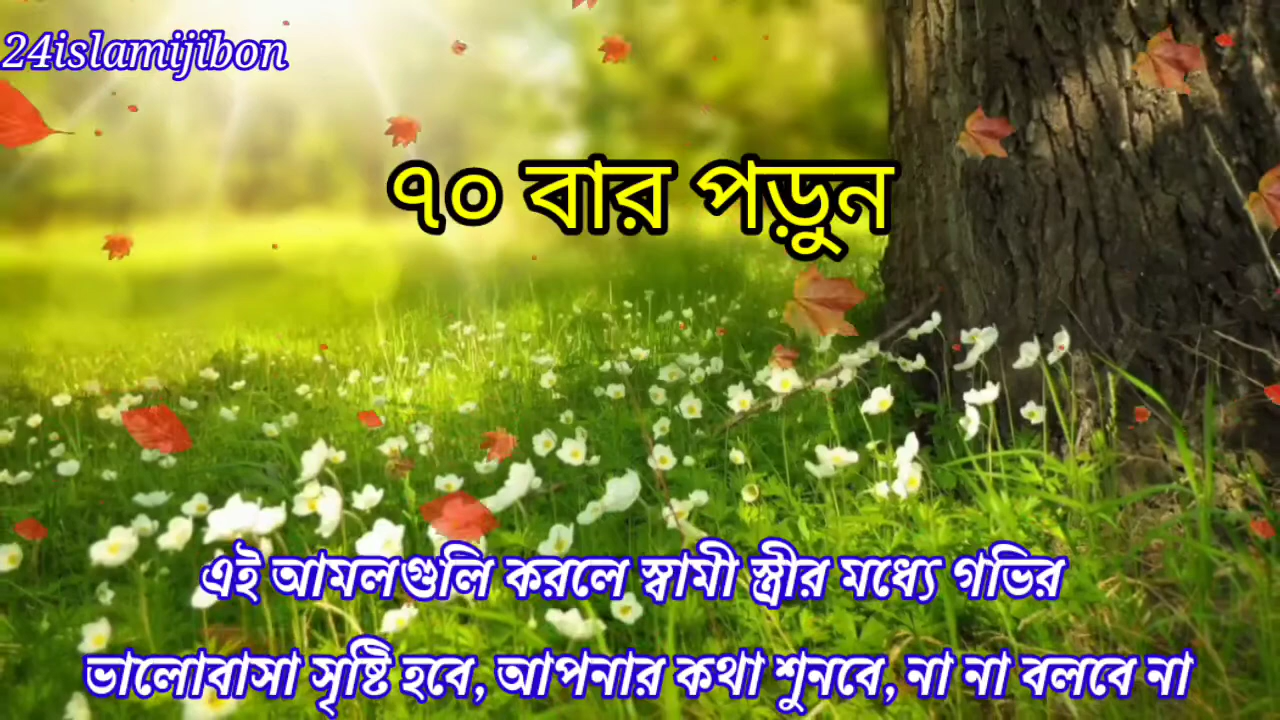 24islamijibon
৭০ বার পড়ুন
এই আমলগুলি করলে স্বামী স্ত্রীর মধ্যে গভির
ভালোবাসা সৃষ্টি হবে, আপনার কথা শুনবে, না না বলবে না